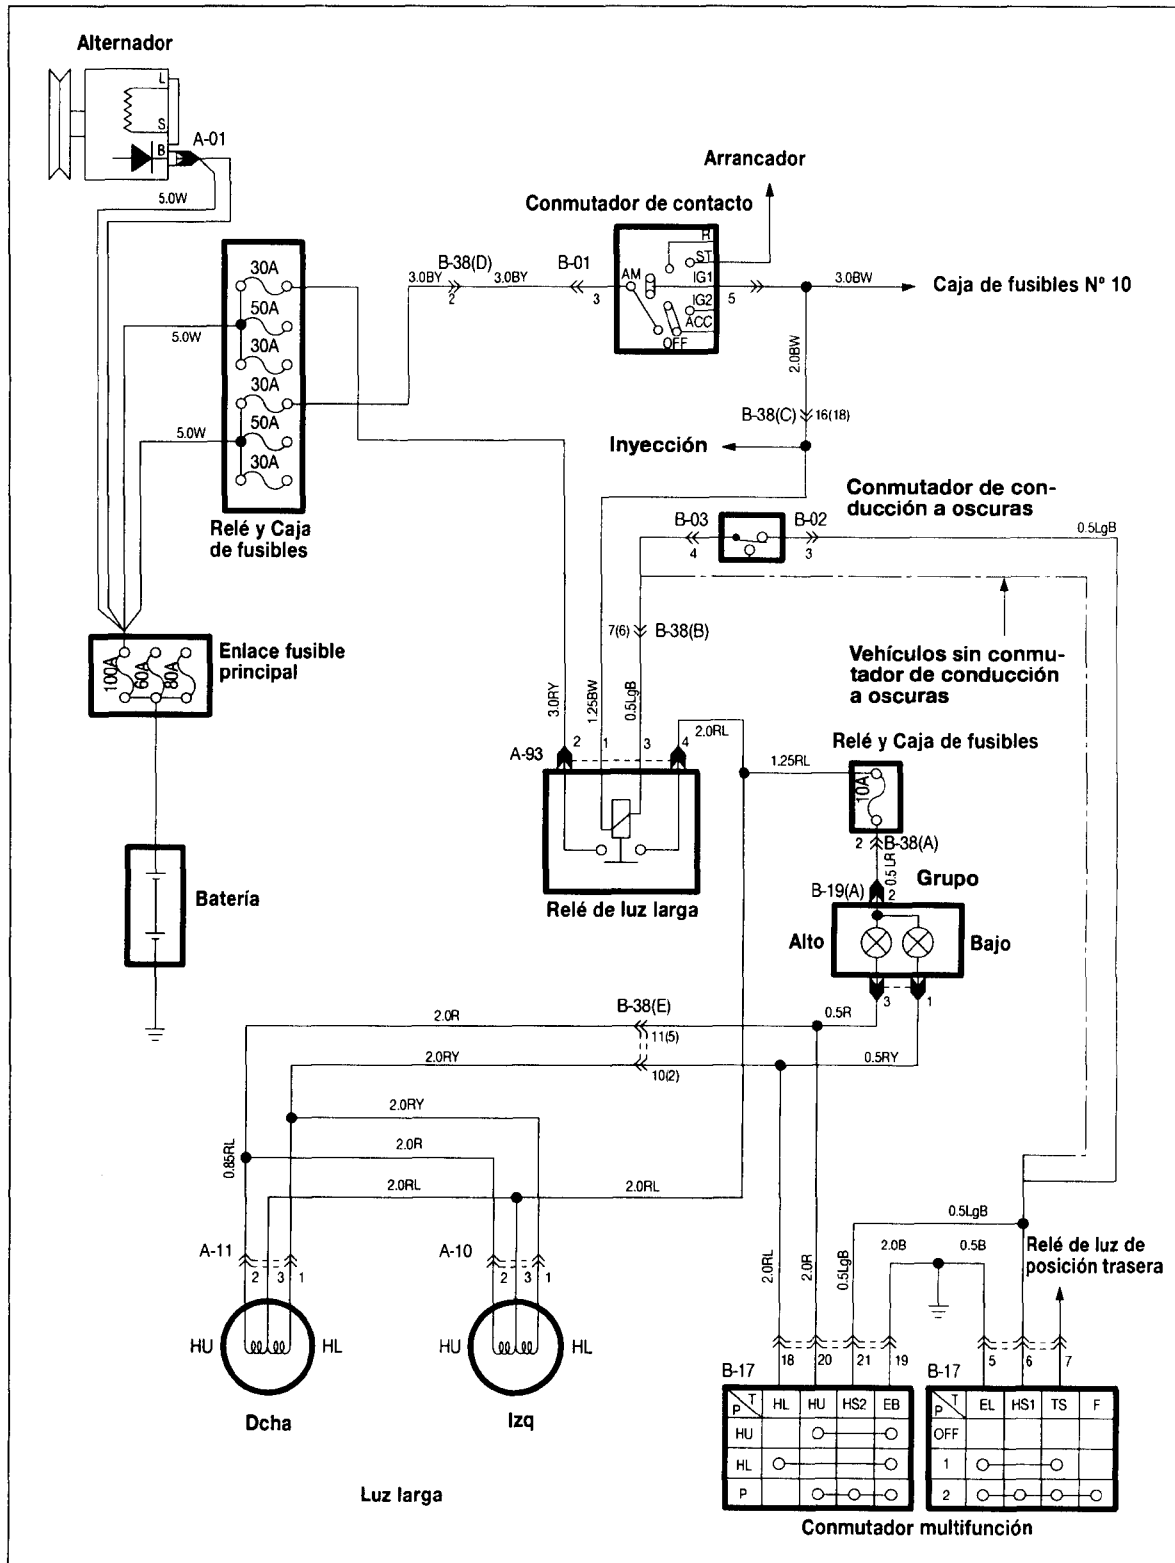 Alternador
L
S
B
A-01
5.0W
Arrancador
Conmutador de contacto
R
ST
AM
IG1
IG2
ACC
OFF
B-38(D)
3.0BY
2
3.0BY
B-01
3
5
3.0BW
Caja de fusibles Nº 10
30A
50A
30A
30A
50A
30A
5.0W
5.0W
Relé y Caja
de fusibles
2.0BW
B-38(C)
16(18)
Inyección
Conmutador de con-
ducción a oscuras
B-03
4
B-02
3
0.5LgB
7(6)
B-38(B)
Vehículos sin conmu-
tador de conducción
a oscuras
Enlace fusible
principal
100A
60A
80A
3.0RY
1.25BW
0.5LgB
2.0RL
A-93
2
1
3
4
Relé y Caja de fusibles
1.25RL
10A
2
B-38(A)
0.5 LR
Grupo
B-19(A)
2
Alto
Bajo
3
1
Relé de luz larga
Batería
2.0R
B-38(E)
11(5)
0.5R
2.0RY
10(2)
0.5RY
2.0RY
2.0R
0.85RL
2.0RL
2.0RL
A-11
2
3
1
A-10
2
3
1
HU
HL
HU
HL
Dcha
Izq
Luz larga
2.0RL
2.0R
0.5LgB
0.5LgB
2.0B
0.5B
Relé de luz de
posición trasera
18
20
21
19
5
6
7
B-17
B-17
P T HL HU HS2 EB
HU
HL
P
P T EL HS1 TS F
OFF
1
2
Conmutador multifunción